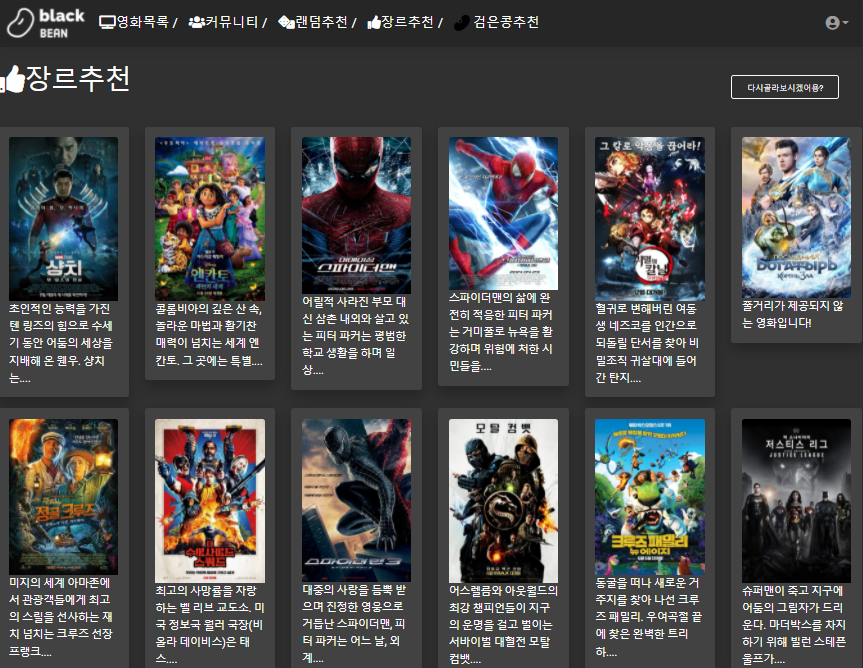 black
BEAN
영화목록 /
커뮤니티 /
랜덤추천 /
장르추천 /
검은콩추천
장르추천
다시골라보시겠어용?
샹치
초인적인 능력을 가진
텐 링즈의 힘으로 수세
기 동안 어둠의 세상을
지배해 온 웬우. 샹치
는....
엔칸토
콜롬비아의 깊은 산 속,
놀라운 마법과 활기찬
매력이 넘치는 세계 엔
칸토. 그 곳에는 특별....
어메이징
스파이더맨
어릴적 사라진 부모 대
신 삼촌 내외와 살고 있
는 피터 파커는 평범한
학교 생활을 하며 일
상....
스파이더맨
스파이더맨의 삶에 완
전히 적응한 피터 파커
는 거미줄로 뉴욕을 활
강하며 위험에 처한 시
민들을....
그 칼로 악몽을 끊어라!
귀멸의
칼날
혈귀로 변해버린 여동
생 네즈코를 인간으로
되돌릴 단서를 찾아 비
밀조직 귀살대에 들어
간 탄지....
줄거리가 제공되지 않
는 영화입니다!
정글 크루즈
미지의 세계 아마존에
서 관광객들에게 최고
의 스릴을 선사하는 재
치 넘치는 크루즈 선장
프랭크....
수어사이드
스쿼드
최고의 사망률을 자랑
하는 벨 리브 교도소. 미
국 정보국 윌러 국장(비
올라 데이비스)은 태
스....
스파이더맨 3
대중의 사랑을 듬뿍 받
으며 진정한 영웅으로
거듭난 스파이더맨, 피
터 파커는 어느 날, 외
계....
모탈 컴뱃
어스렐름와 아웃월드의
최강 챔피언들이 지구
의 운명을 걸고 벌이는
서바이벌 대혈전 모탈
컴뱃....
크루즈 패밀리
뉴 에이지
동굴을 떠나 새로운 거
주지를 찾아 나선 크루
즈 패밀리. 우여곡절 끝
에 찾은 완벽한 트리
하....
저스티스 리그
JUSTICE LEAGUE
슈퍼맨이 죽고 지구에
어둠의 그림자가 드리
운다. 마더박스를 차지
하기 위해 빌런 스테픈
울프가....